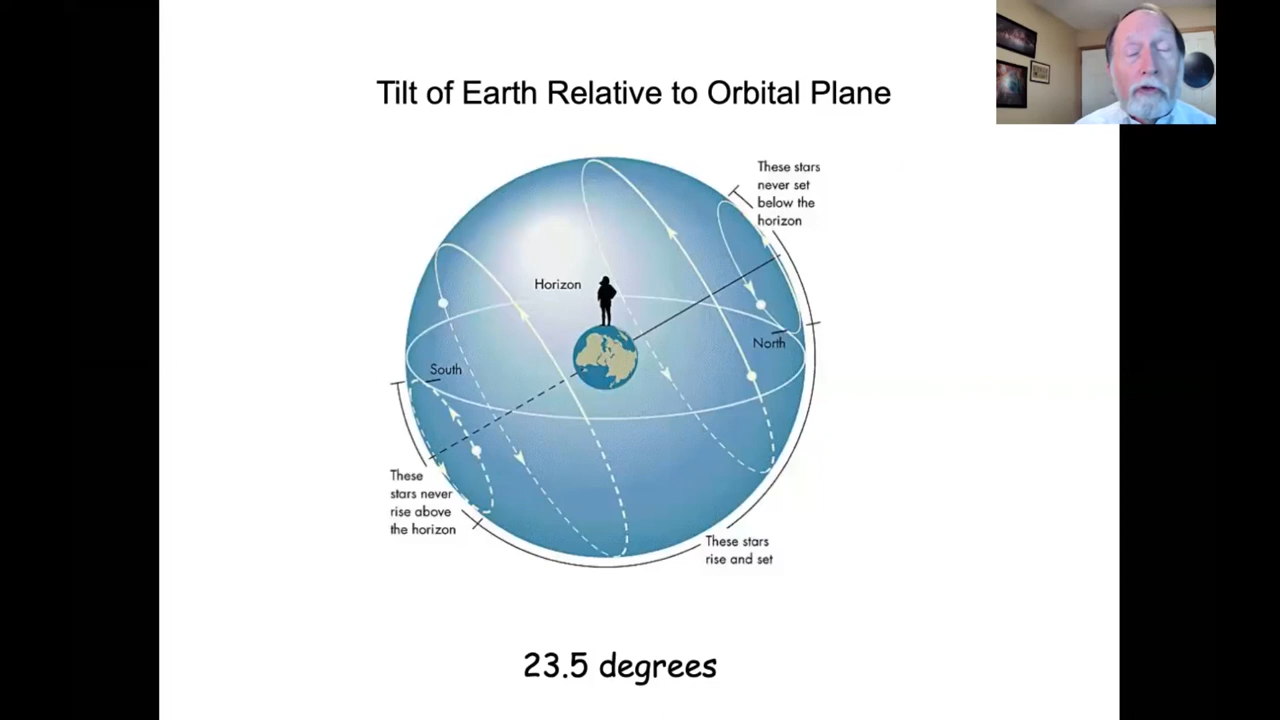 Tilt of Earth Relative to Orbital Plane
These stars
never set
below the
horizon
Horizon
North
South
These
stars never
rise above
the horizon
These stars
rise and set
23.5 degrees